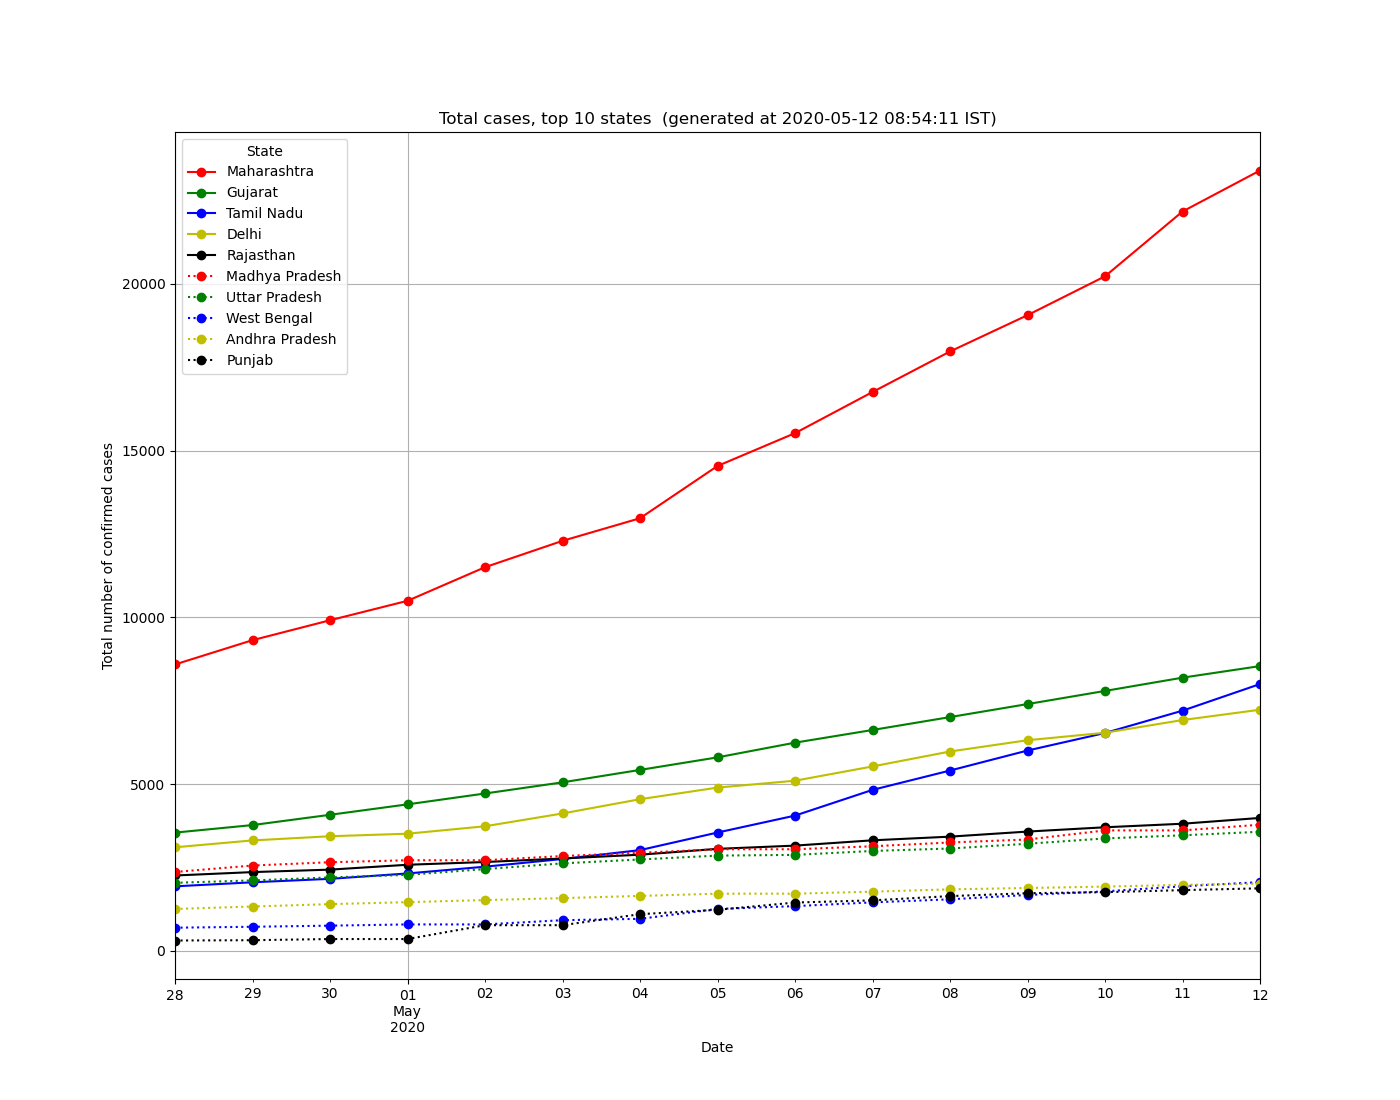 Total cases, top 10 states  (generated at 2020-05-12 08:54:11 IST)
State
Maharashtra
Gujarat
Tamil Nadu
Delhi
Rajasthan
Madhya Pradesh
Uttar Pradesh
West Bengal
Andhra Pradesh
Punjab
Total number of confirmed cases
20000
15000
10000
5000
0
28 29 30 01 02 03 04 05 06 07 08 09 10 11 12
May
2020
Date